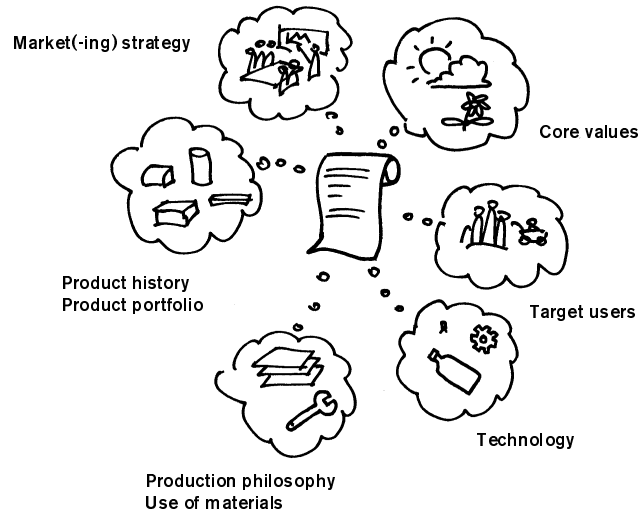 Market(-ing) strategy
Core values
Product history
Product portfolio
Target users
Technology
Production philosophy
Use of materials